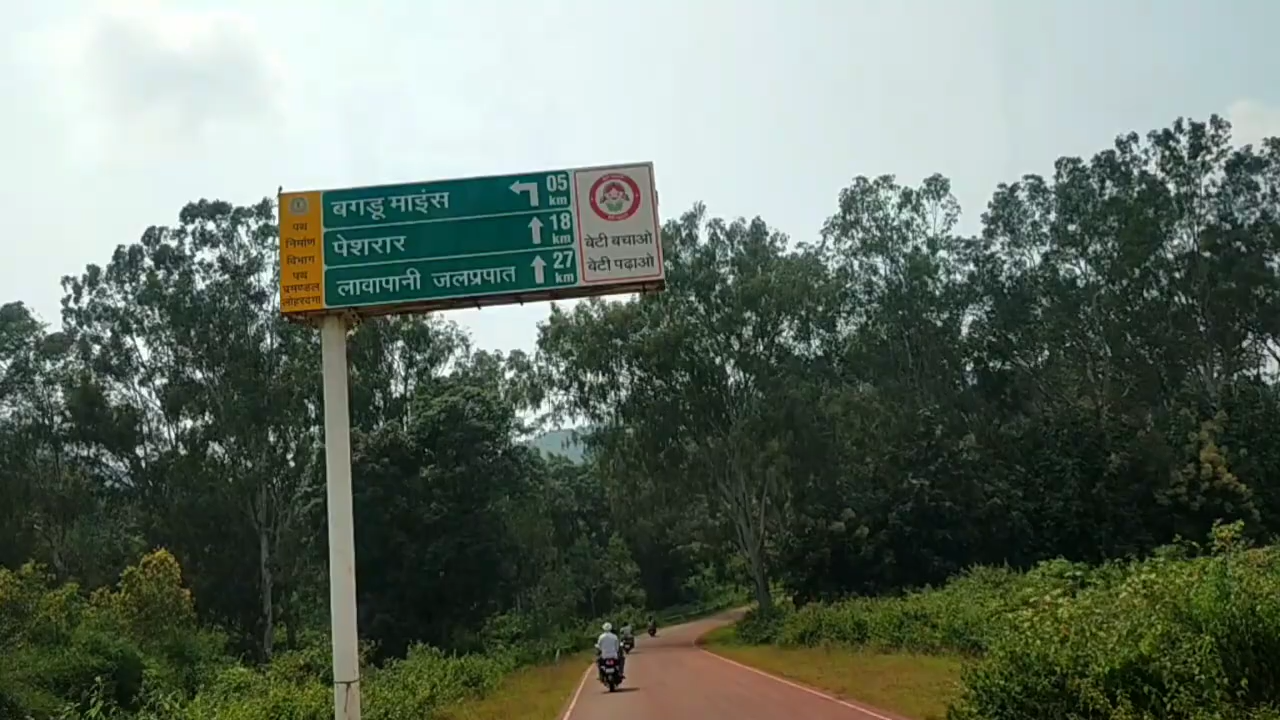 पथ
निर्माण
विभाग
पथ
प्रमण्डल
लोहरदगा
बगडू माइंस 05 km
पेशरार 18 km
लावापानी जलप्रपात 27 km
बेटी बचाओ
बेटी पढ़ाओ